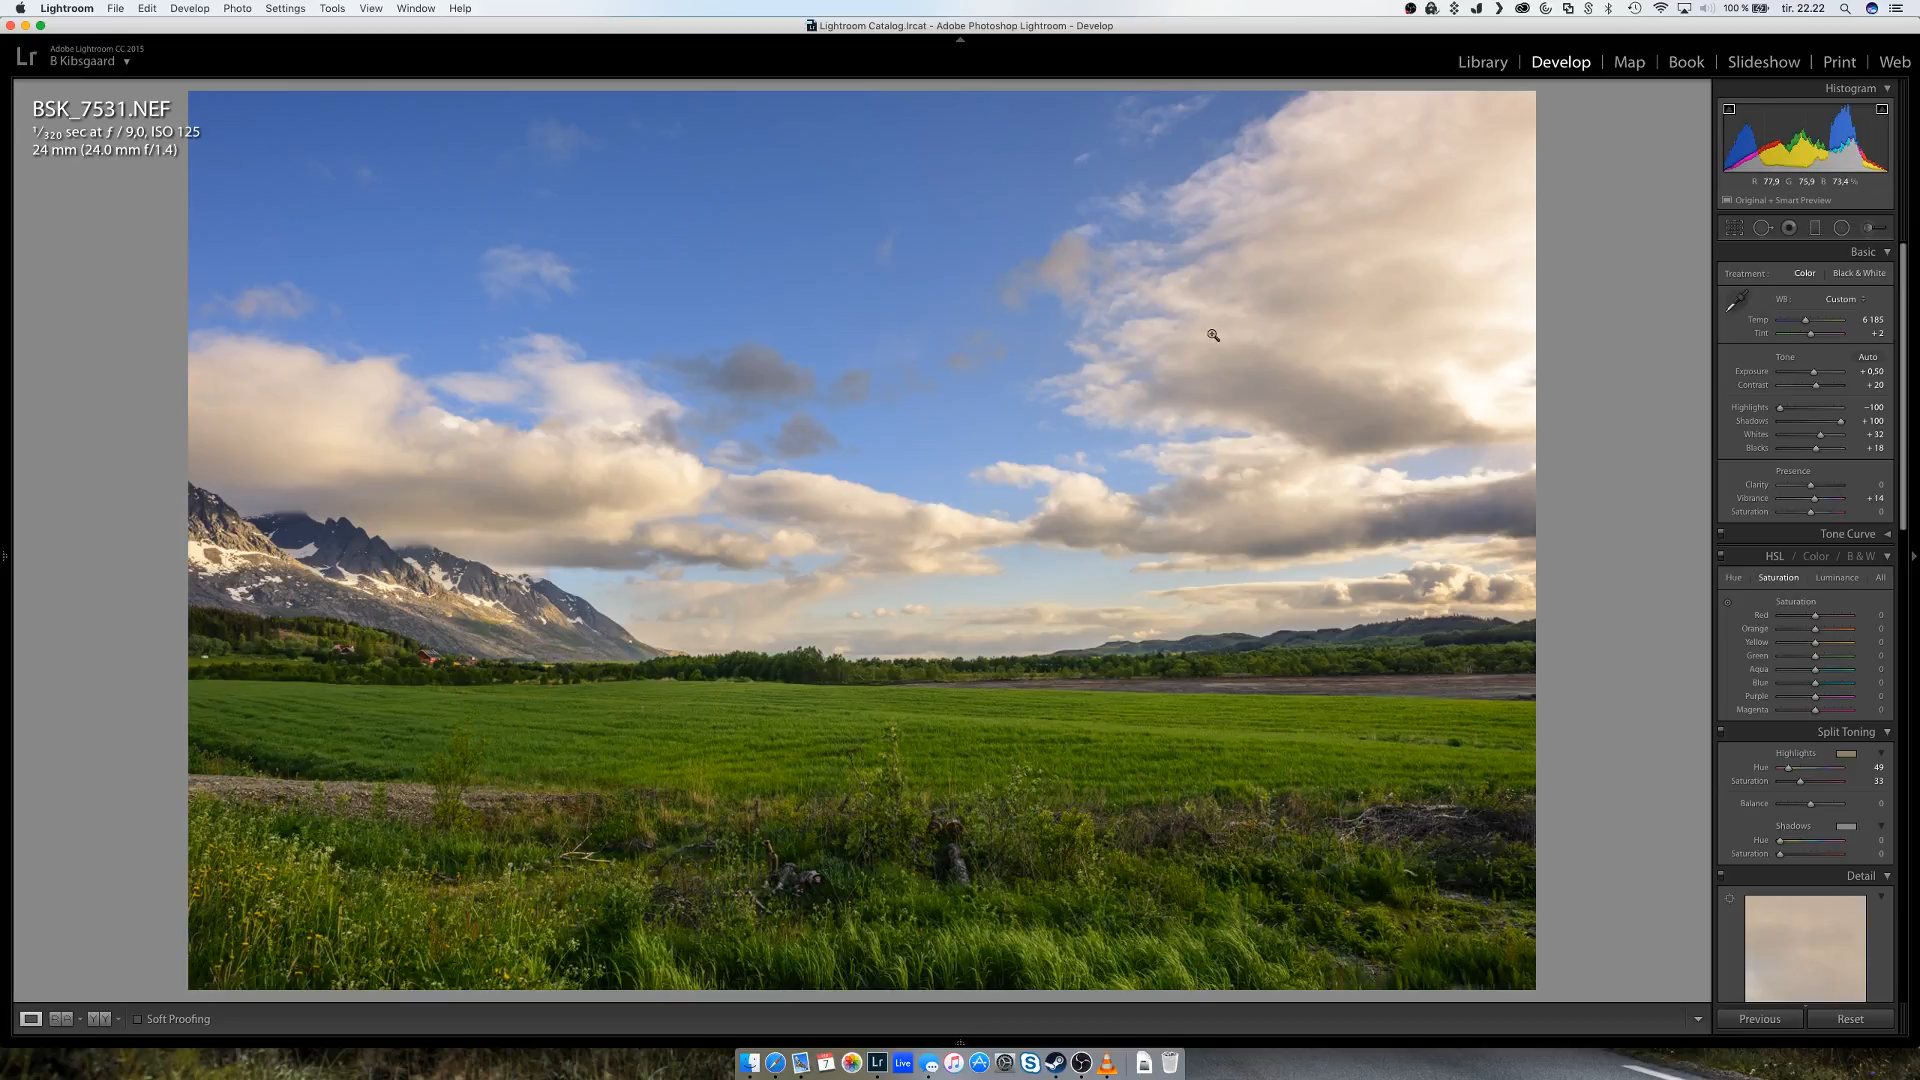 Lightroom File Edit Develop Photo Settings Tools View Window Help 100 % tir. 22.22
Lightroom Catalog.lrcat - Adobe Photoshop Lightroom - Develop
Lr Adobe Lightroom CC 2015
B Kibsgaard
Library | Develop | Map | Book | Slideshow | Print | Web
BSK_7531.NEF
1/320 sec at ƒ / 9,0, ISO 125
24 mm (24.0 mm f/1.4)
Histogram
R 77,9 G 75,9 B 73,4 %
Original + Smart Preview
Basic
Treatment : Color | Black & White
WB : Custom
Temp 6 185
Tint + 2
Tone Auto
Exposure + 0,50
Contrast + 20
Highlights − 100
Shadows + 100
Whites + 32
Blacks + 18
Presence
Clarity 0
Vibrance + 14
Saturation 0
Tone Curve
HSL / Color / B & W
Hue Saturation Luminance All
Saturation
Red 0
Orange 0
Yellow 0
Green 0
Aqua 0
Blue 0
Purple 0
Magenta 0
Split Toning
Highlights
Hue 49
Saturation 33
Balance 0
Shadows
Hue 0
Saturation 0
Detail
Previous Reset
R A Y Y Soft Proofing
7 Lr Live